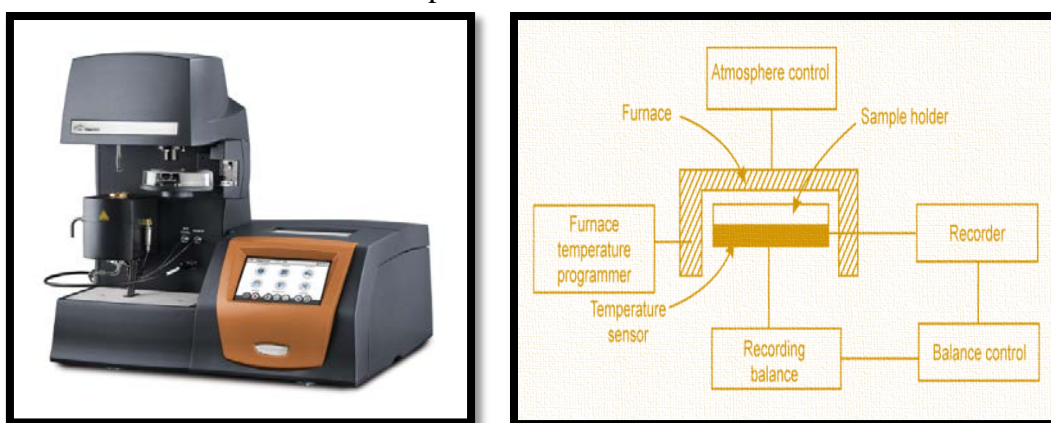 Atmosphere control
Furnace
Sample holder
Furnace
temperature
programmer
Recorder
Temperature
sensor
Recording
balance
Balance control